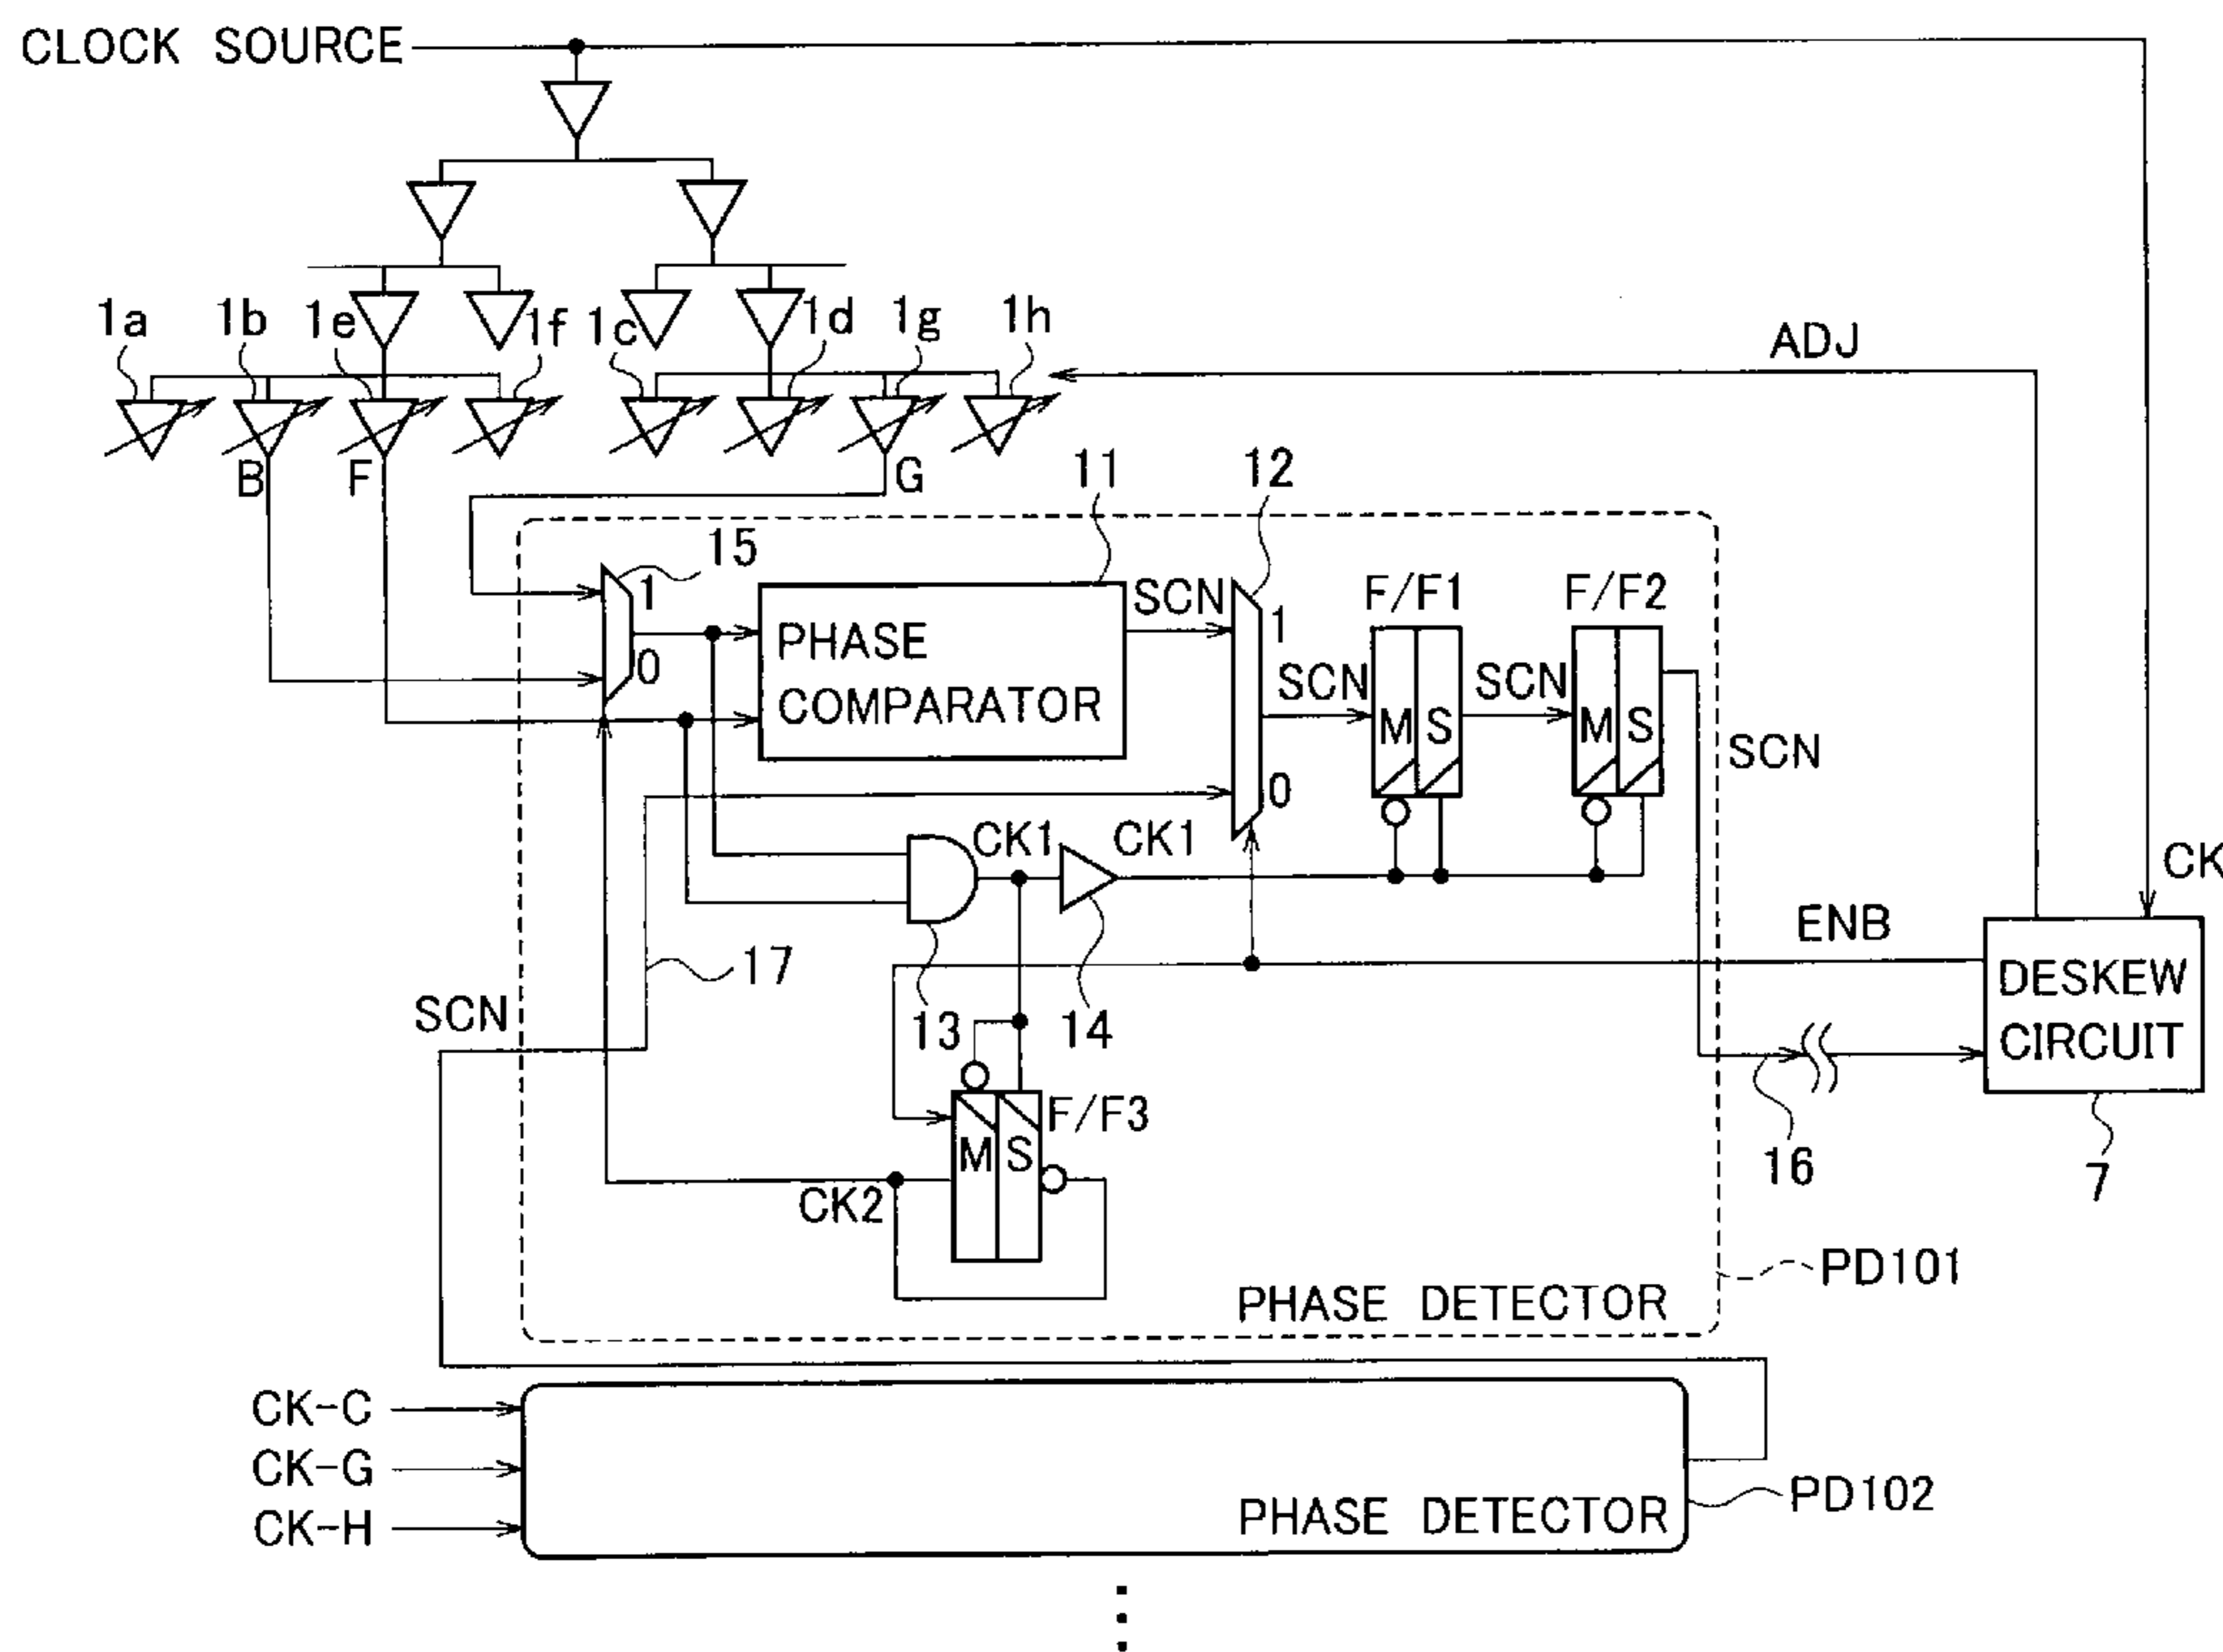 CLOCK SOURCE
1a
1b
1e
1f
1c
1d
1g
1h
ADJ
B
F
G
11
12
15
1
0
PHASE
COMPARATOR
SCN
1
0
SCN
F/F1
M S
SCN
F/F2
M S
SCN
CK1
CK1
CK
ENB
DESKEW
CIRCUIT
17
SCN
13
14
F/F3
M S
CK2
16
7
PD101
PHASE DETECTOR
CK-C
CK-G
CK-H
PHASE DETECTOR
PD102